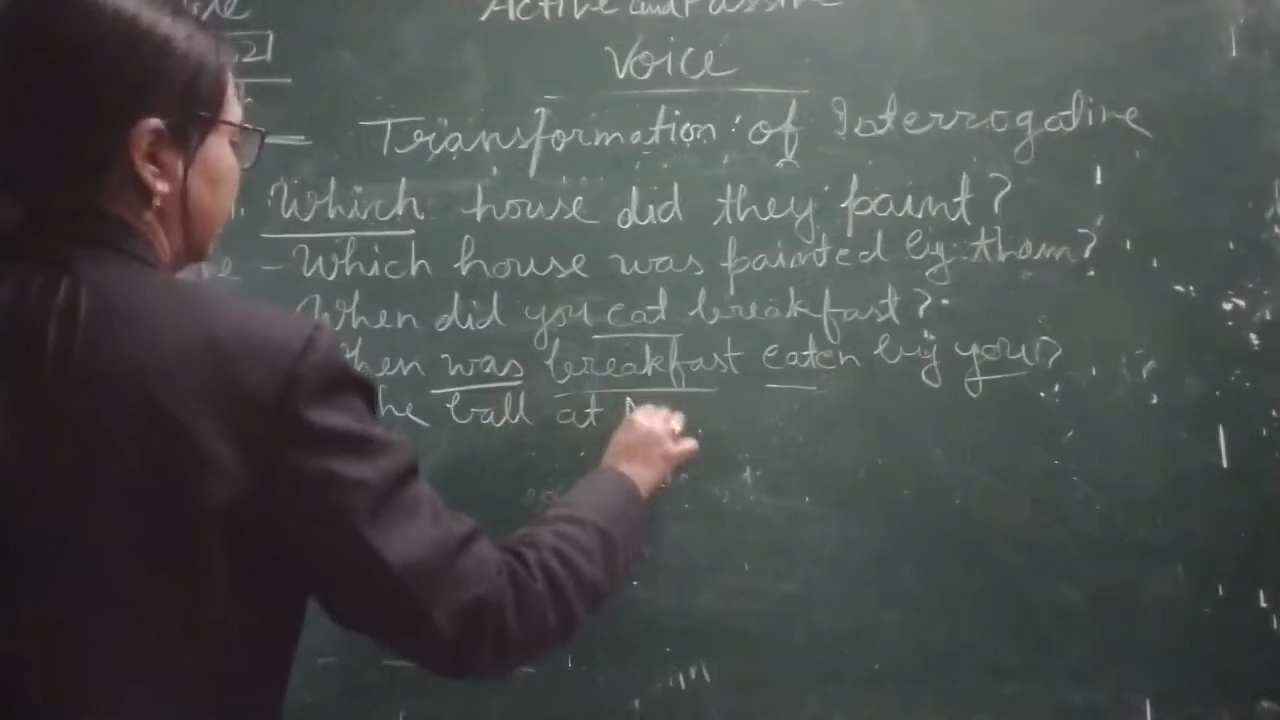 Active and Passive
Voice
Transformation of Interrogative
Which house did they paint?
Which house was painted by them?
When did you eat breakfast?
was breakfast eaten by you?
ball at